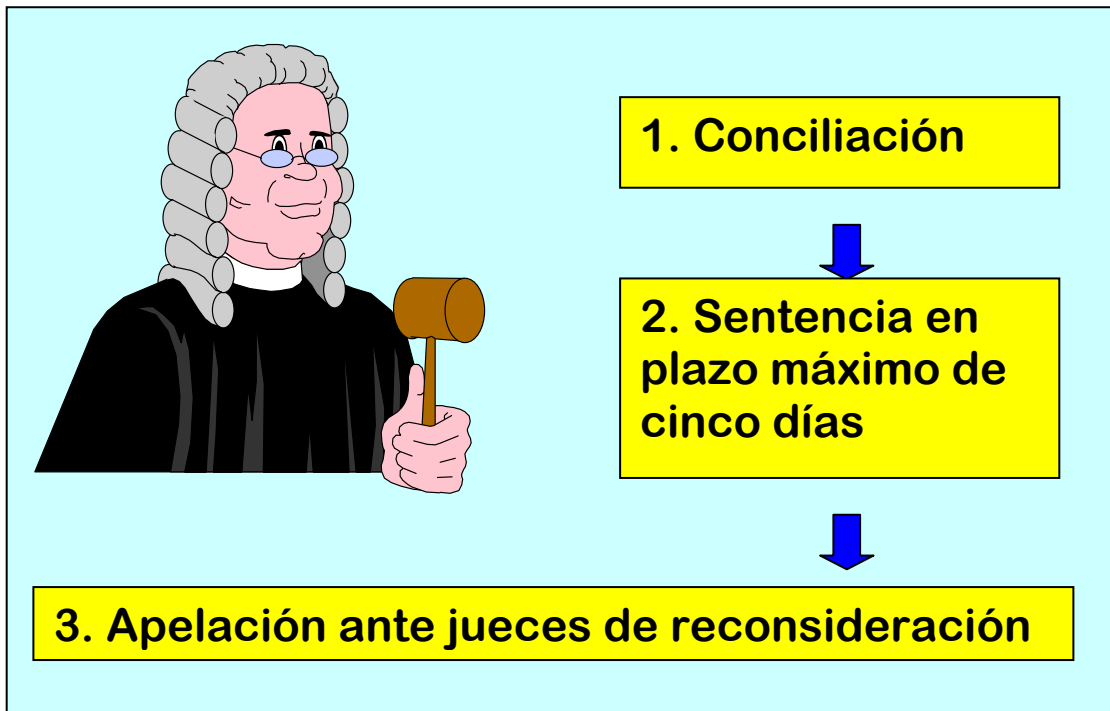 1. Conciliación
2. Sentencia en
plazo máximo de
cinco días
3. Apelación ante jueces de reconsideración